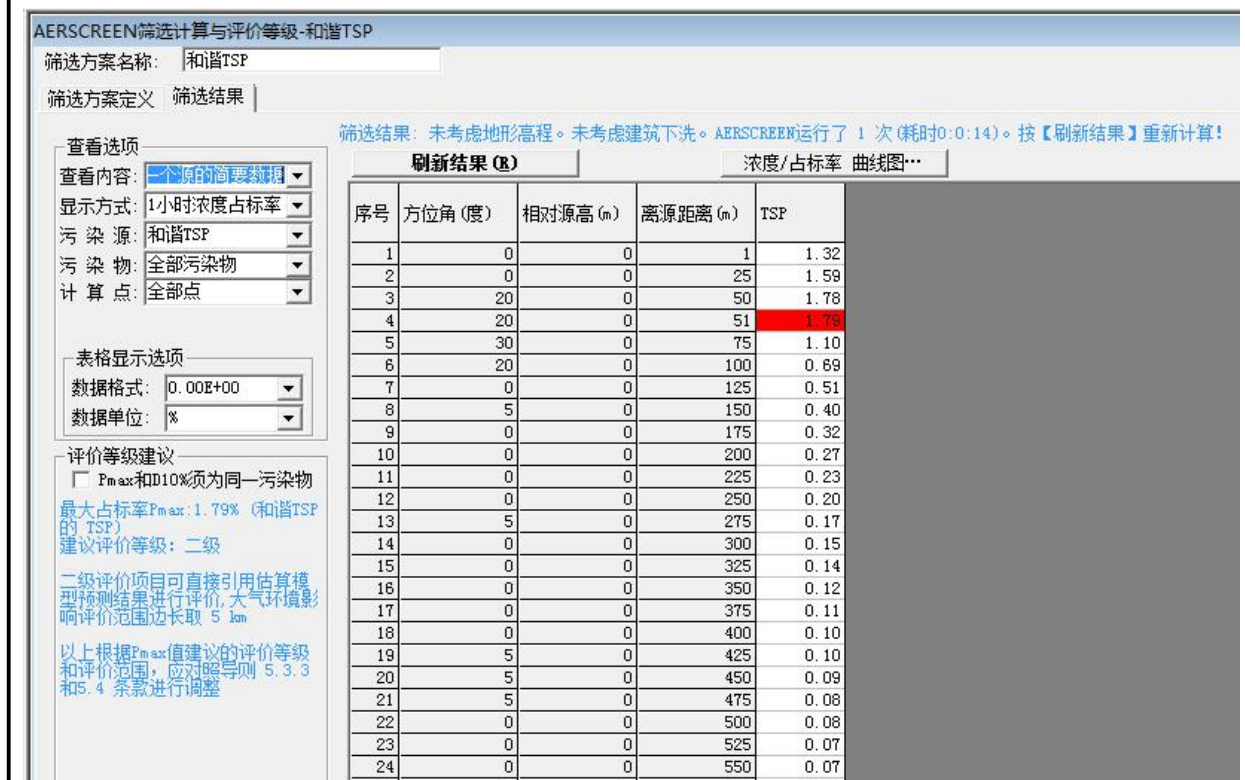 AERSCREEN筛选计算与评价等级-和谐TSP
筛选方案名称: 和谐TSP
筛选方案定义 筛选结果
筛选结果: 未考虑地形高程。未考虑建筑下洗。AERSCREEN运行了 1 次(耗时0:0:14)。按【刷新结果】重新计算!
查看选项
查看内容: 一个源的简要数据
显示方式: 1小时浓度占标率
污 染 源: 和谐TSP
污 染 物: 全部污染物
计 算 点: 全部点
表格显示选项
数据格式: 0.00E+00
数据单位: %
评价等级建议
Pmax和D10%须为同一污染物
最大占标率Pmax:1.79% (和谐TSP
的 TSP)
建议评价等级: 二级
二级评价项目可直接引用估算模
型预测结果进行评价,大气环境影
响评价范围边长取 5 km
以上根据Pmax值建议的评价等级
和评价范围，应对照导则 5.3.3
和5.4 条款进行调整
刷新结果(R) 浓度/占标率 曲线图…
序号 方位角(度) 相对源高(m) 离源距离(m) TSP
1 0 0 1 1.32
2 0 0 25 1.59
3 20 0 50 1.78
4 20 0 51 1.79
5 30 0 75 1.10
6 20 0 100 0.69
7 0 0 125 0.51
8 5 0 150 0.40
9 0 0 175 0.32
10 0 0 200 0.27
11 0 0 225 0.23
12 0 0 250 0.20
13 5 0 275 0.17
14 0 0 300 0.15
15 0 0 325 0.14
16 0 0 350 0.12
17 0 0 375 0.11
18 0 0 400 0.10
19 5 0 425 0.10
20 5 0 450 0.09
21 5 0 475 0.08
22 0 0 500 0.08
23 0 0 525 0.07
24 0 0 550 0.07